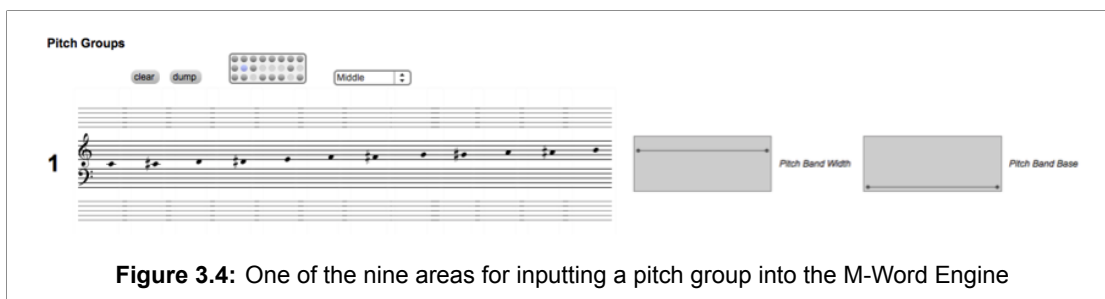 Pitch Groups
clear dump Middle
1 Pitch Band Width Pitch Band Base
Figure 3.4: One of the nine areas for inputting a pitch group into the M-Word Engine